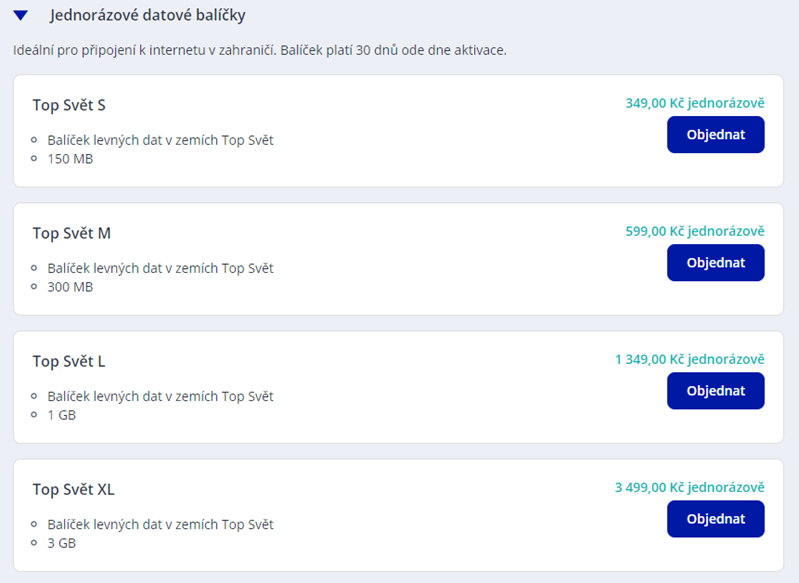 Jednorázové datové balíčky
Ideální pro připojení k internetu v zahraničí. Balíček platí 30 dnů ode dne aktivace.
Top Svět S
349,00 Kč jednorázově
Objednat
Balíček levných dat v zemích Top Svět
150 MB
Top Svět M
599,00 Kč jednorázově
Objednat
Balíček levných dat v zemích Top Svět
300 MB
Top Svět L
1 349,00 Kč jednorázově
Objednat
Balíček levných dat v zemích Top Svět
1 GB
Top Svět XL
3 499,00 Kč jednorázově
Objednat
Balíček levných dat v zemích Top Svět
3 GB